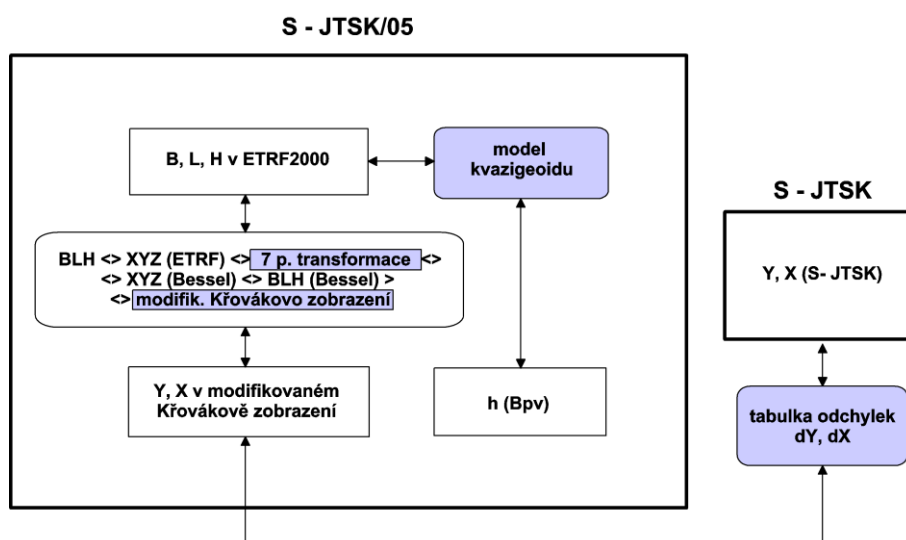 S - JTSK/05
B, L, H v ETRF2000
model
kvazigeoidu
BLH <> XYZ (ETRF) <> 7 p. transformace <>
<> XYZ (Bessel) <> BLH (Bessel) >
<> modifik. Křovákovo zobrazení
Y, X v modifikovaném
Křovákově zobrazení
h (Bpv)
S - JTSK
Y, X (S- JTSK)
tabulka odchylek
dY, dX